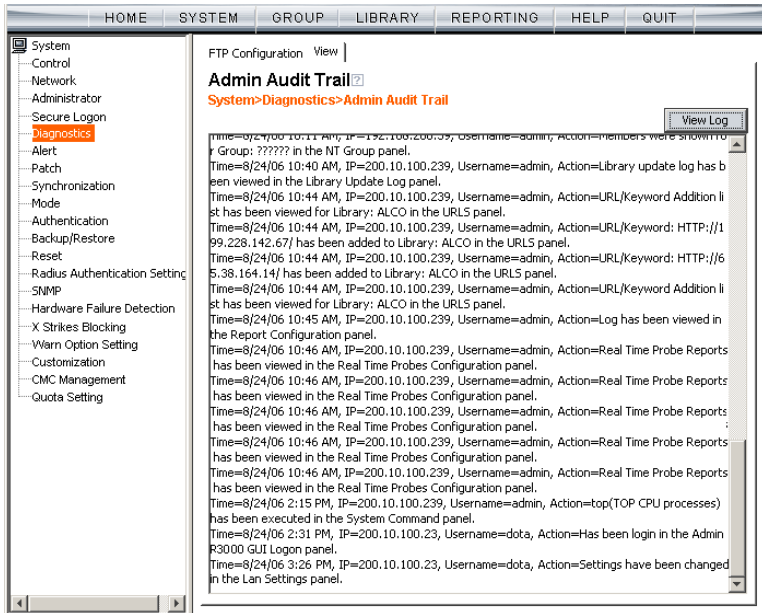 HOME SYSTEM GROUP LIBRARY REPORTING HELP QUIT
System
Control
Network
Administrator
Secure Logon
Diagnostics
Alert
Patch
Synchronization
Mode
Authentication
Backup/Restore
Reset
Radius Authentication Setting
SNMP
Hardware Failure Detection
X Strikes Blocking
Warn Option Setting
Customization
CMC Management
Quota Setting
FTP Configuration View
Admin Audit Trail ?
System>Diagnostics>Admin Audit Trail
View Log
Time=8/24/06 10:11 AM, IP=192.168.200.39, Username=admin, Action=Members were shown fo
r Group: ?????? in the NT Group panel.
Time=8/24/06 10:40 AM, IP=200.10.100.239, Username=admin, Action=Library update log has b
een viewed in the Library Update Log panel.
Time=8/24/06 10:44 AM, IP=200.10.100.239, Username=admin, Action=URL/Keyword Addition li
st has been viewed for Library: ALCO in the URLS panel.
Time=8/24/06 10:44 AM, IP=200.10.100.239, Username=admin, Action=URL/Keyword: HTTP://1
99.228.142.67/ has been added to Library: ALCO in the URLS panel.
Time=8/24/06 10:44 AM, IP=200.10.100.239, Username=admin, Action=URL/Keyword: HTTP://6
5.38.164.14/ has been added to Library: ALCO in the URLS panel.
Time=8/24/06 10:44 AM, IP=200.10.100.239, Username=admin, Action=URL/Keyword Addition li
st has been viewed for Library: ALCO in the URLS panel.
Time=8/24/06 10:45 AM, IP=200.10.100.239, Username=admin, Action=Log has been viewed in
the Report Configuration panel.
Time=8/24/06 10:46 AM, IP=200.10.100.239, Username=admin, Action=Real Time Probe Reports
has been viewed in the Real Time Probes Configuration panel.
Time=8/24/06 10:46 AM, IP=200.10.100.239, Username=admin, Action=Real Time Probe Reports
has been viewed in the Real Time Probes Configuration panel.
Time=8/24/06 10:46 AM, IP=200.10.100.239, Username=admin, Action=Real Time Probe Reports
has been viewed in the Real Time Probes Configuration panel.
Time=8/24/06 10:46 AM, IP=200.10.100.239, Username=admin, Action=Real Time Probe Reports
has been viewed in the Real Time Probes Configuration panel.
Time=8/24/06 10:46 AM, IP=200.10.100.239, Username=admin, Action=Real Time Probe Reports
has been viewed in the Real Time Probes Configuration panel.
Time=8/24/06 2:15 PM, IP=200.10.100.239, Username=admin, Action=top(TOP CPU processes)
has been executed in the System Command panel.
Time=8/24/06 2:31 PM, IP=200.10.100.23, Username=dota, Action=Has been login in the Admin
R3000 GUI Logon panel.
Time=8/24/06 3:26 PM, IP=200.10.100.23, Username=dota, Action=Settings have been changed
in the Lan Settings panel.